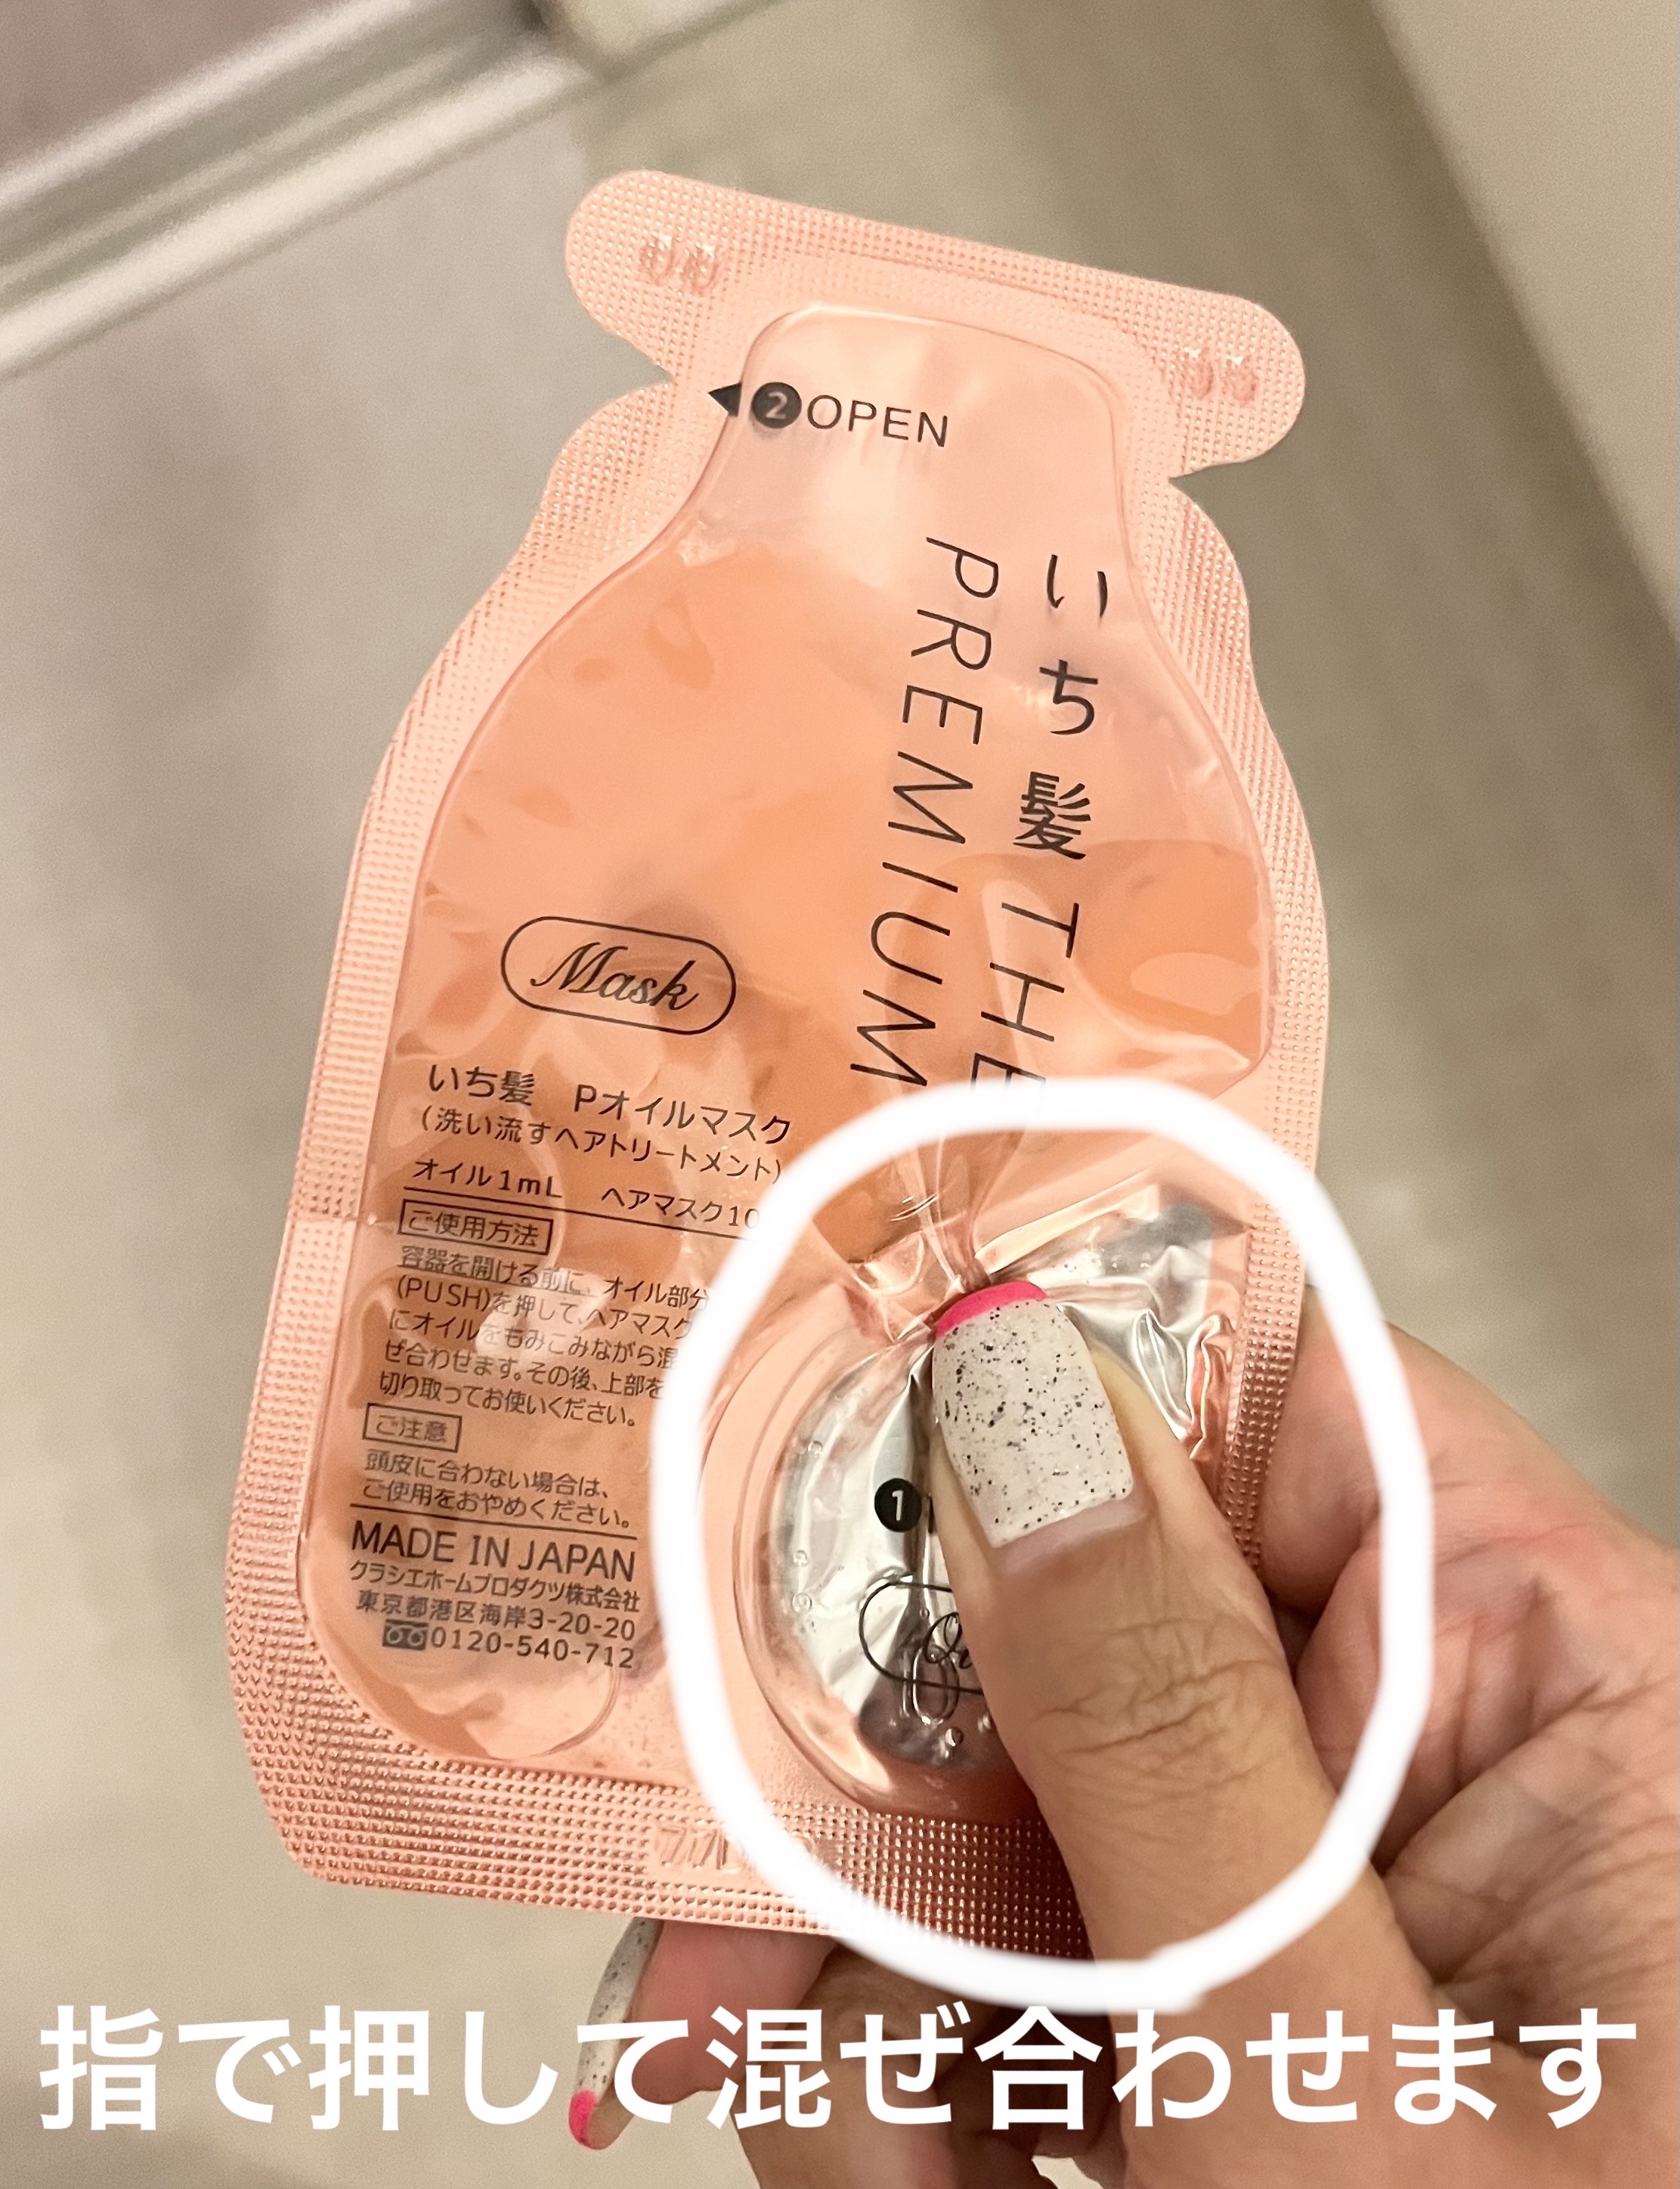 ❷OPEN
いち髪 THE
PREMIUM
Mask
いち髪 Pオイルマスク
(洗い流すヘアトリートメント)
オイル1mL ヘアマスク10
ご使用方法
容器を開ける前に、オイル部分
(PUSH)を押して、ヘアマスク
にオイルをもみこみながら混
ぜ合わせます。その後、上部を
切り取ってお使いください。
ご注意
頭皮に合わない場合は、
ご使用をおやめください。
MADE IN JAPAN
クラシエホームプロダクツ株式会社
東京都港区海岸3-20-20
0120-540-712
❶
指で押して混ぜ合わせます